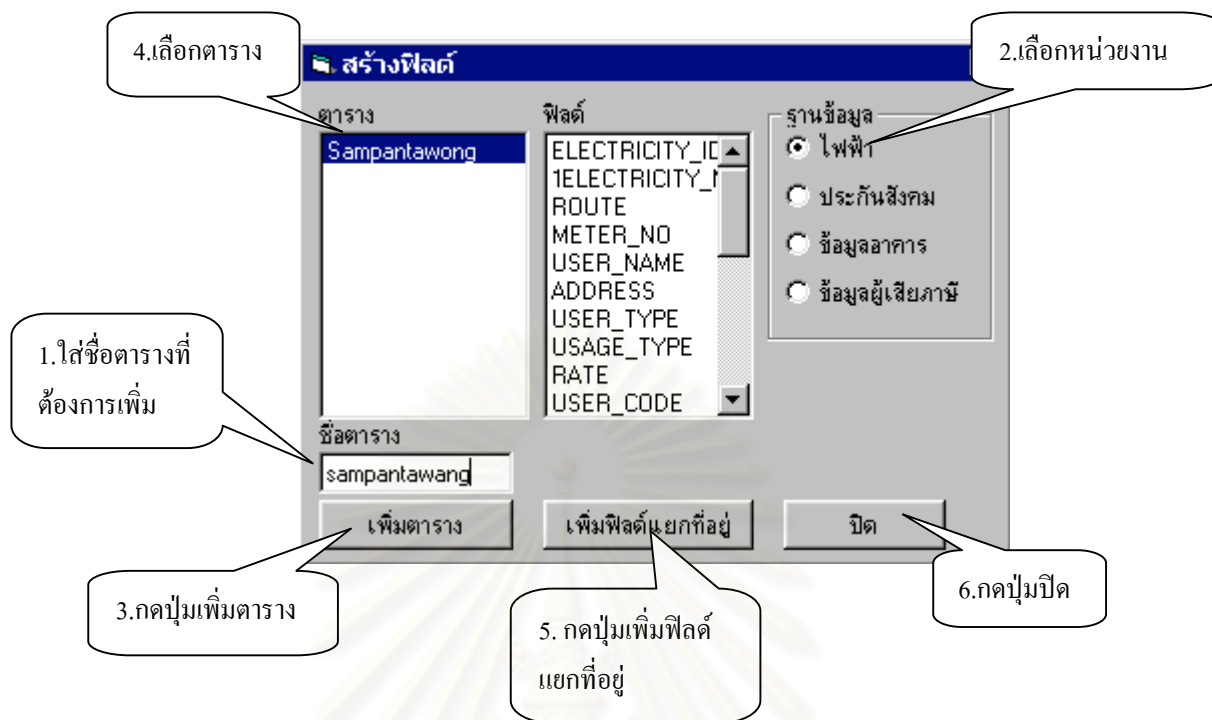 4.เลือกตาราง
2.เลือกหน่วยงาน
สร้างฟิลด์
ตาราง
ฟิลด์
ฐานข้อมูล
Sampantawong
ELECTRICITY_ID
1ELECTRICITY_
ROUTE
METER_NO
USER_NAME
ADDRESS
USER_TYPE
USAGE_TYPE
RATE
USER_CODE
ไฟฟ้า
ประกันสังคม
ข้อมูลอาคาร
ข้อมูลผู้เสียภาษี
1.ใส่ชื่อตารางที่
ต้องการเพิ่ม
ชื่อตาราง
sampantawang
เพิ่มตาราง
เพิ่มฟิลด์แยกที่อยู่
ปิด
3.กดปุ่มเพิ่มตาราง
5. กดปุ่มเพิ่มฟิลด์
แยกที่อยู่
6.กดปุ่มปิด